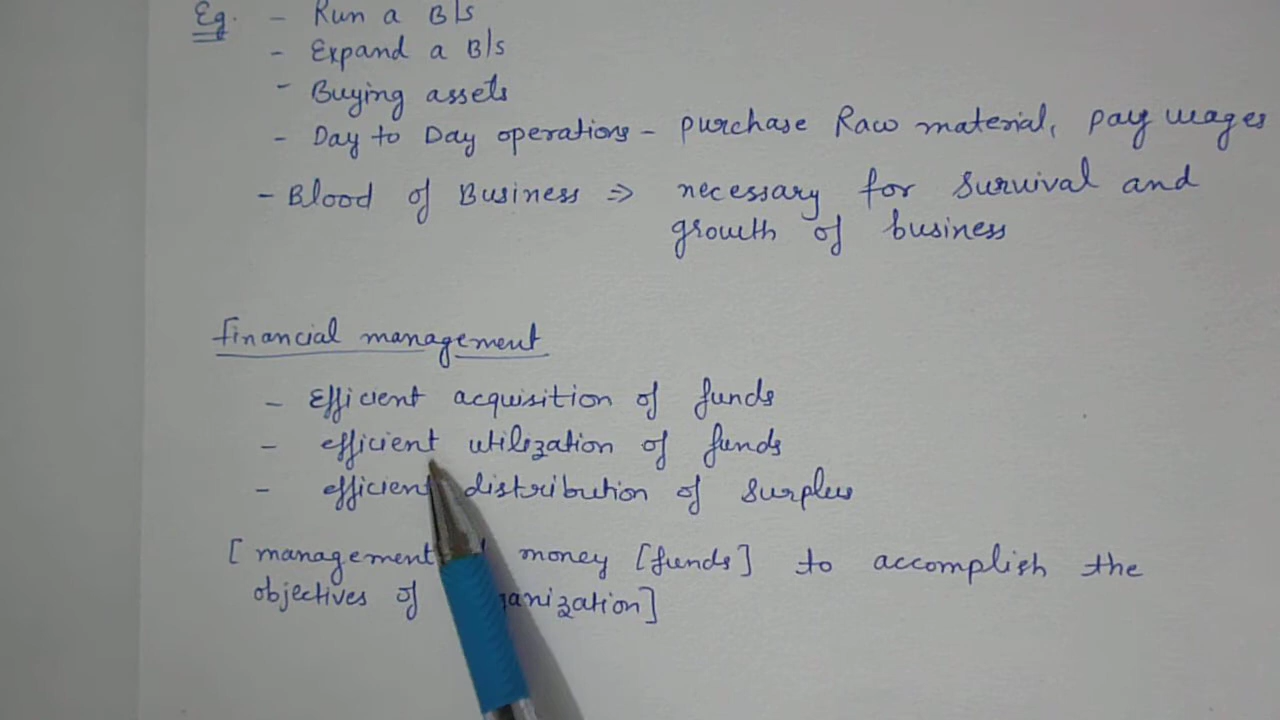 Eg. - Run a B/s
- Expand a B/s
- Buying assets
- Day to Day operations - purchase Raw material, pay wages
- Blood of Business ⇒ necessary for survival and
growth of business
financial management
- Efficient acquisition of funds
- efficient utilization of funds
- efficient distribution of surplus
[ management money [funds] to accomplish the
objectives of